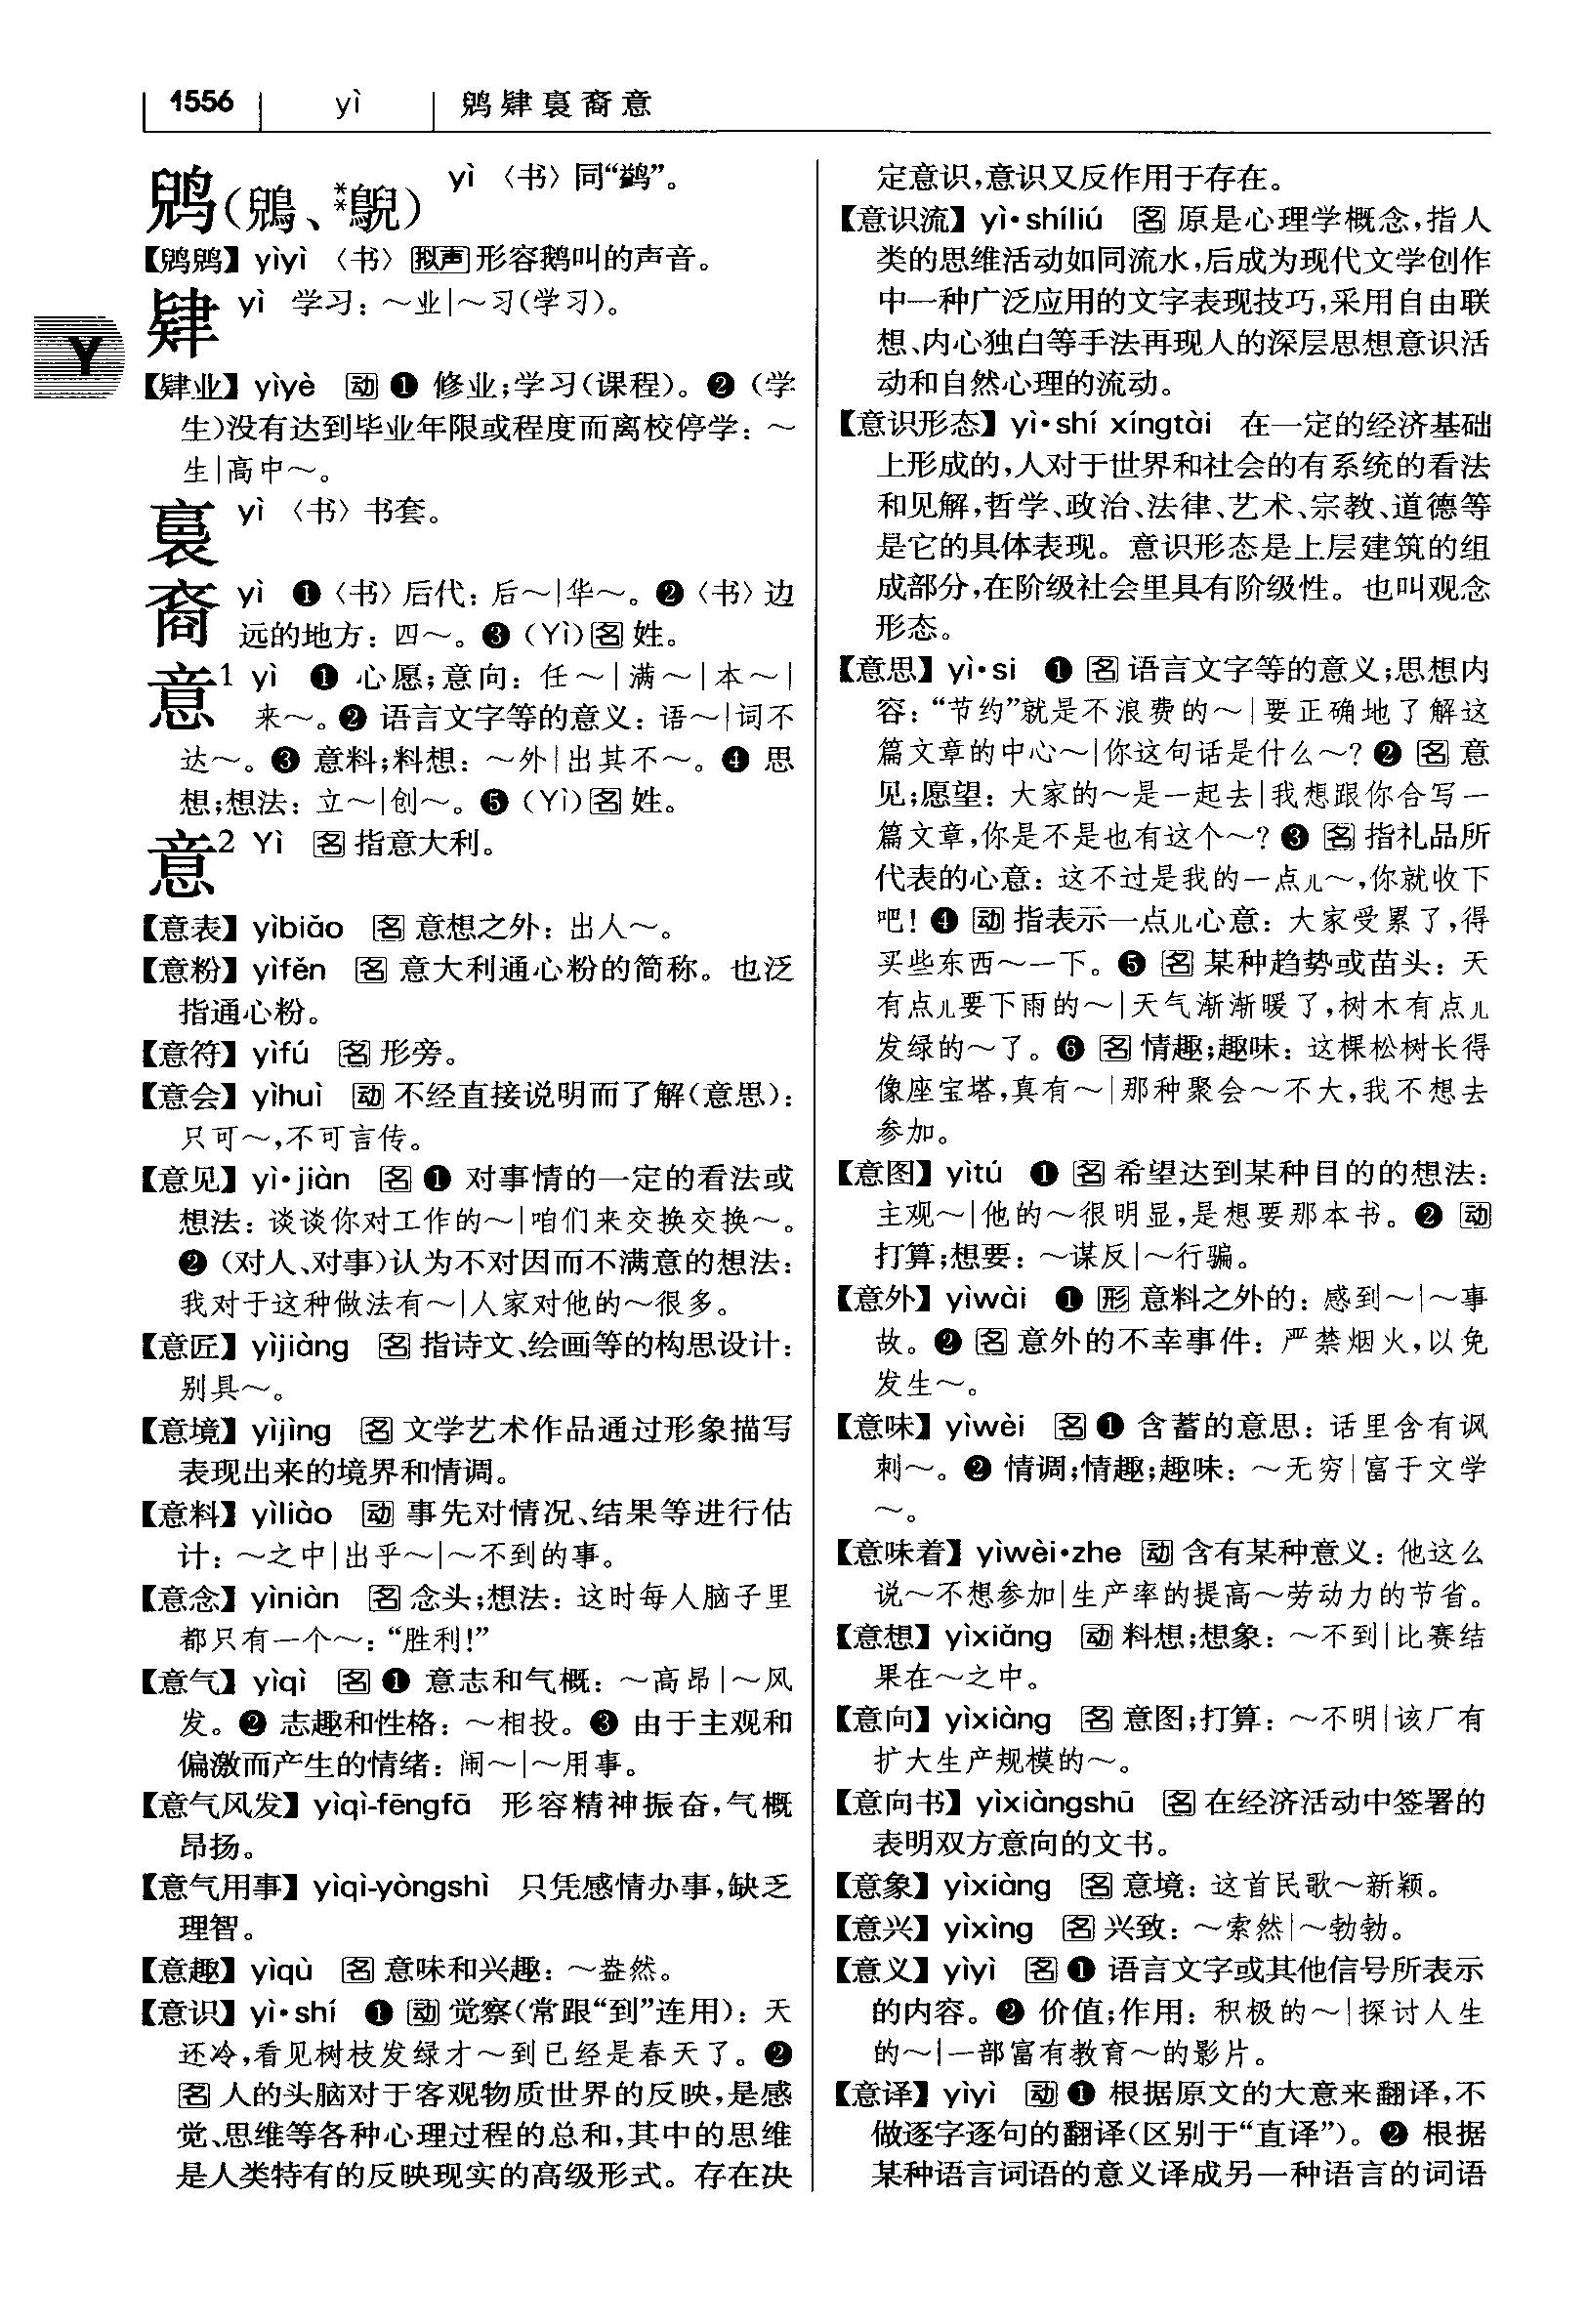 1556 yì 鹢肄裛裔意
Y
鹢(鷁、**鶂) yì 〈书〉同“鹢”。
【鹢鹢】yìyì 〈书〉拟声 形容鹅叫的声音。
肄 yì 学习：～业|～习(学习)。
【肄业】yìyè 动 ❶ 修业;学习(课程)。❷ (学
生)没有达到毕业年限或程度而离校停学：～
生|高中～。
裛 yì 〈书〉书套。
裔 yì ❶〈书〉后代：后～|华～。❷〈书〉边
远的地方：四～。❸ (Yì) 名 姓。
意1 yì ❶ 心愿;意向：任～|满～|本～|
来～。❷ 语言文字等的意义：语～|词不
达～。❸ 意料;料想：～外|出其不～。❹ 思
想;想法：立～|创～。❺ (Yì) 名 姓。
意2 Yì 名 指意大利。
【意表】yìbiǎo 名 意想之外：出人～。
【意粉】yìfěn 名 意大利通心粉的简称。也泛
指通心粉。
【意符】yìfú 名 形旁。
【意会】yìhuì 动 不经直接说明而了解(意思)：
只可～,不可言传。
【意见】yì·jiàn 名 ❶ 对事情的一定的看法或
想法：谈谈你对工作的～|咱们来交换交换～。
❷ (对人、对事)认为不对因而不满意的想法：
我对于这种做法有～|人家对他的～很多。
【意匠】yìjiàng 名 指诗文、绘画等的构思设计：
别具～。
【意境】yìjìng 名 文学艺术作品通过形象描写
表现出来的境界和情调。
【意料】yìliào 动 事先对情况、结果等进行估
计：～之中|出乎～|～不到的事。
【意念】yìniàn 名 念头;想法：这时每人脑子里
都只有一个～：“胜利!”
【意气】yìqì 名 ❶ 意志和气概：～高昂|～风
发。❷ 志趣和性格：～相投。❸ 由于主观和
偏激而产生的情绪：闹～|～用事。
【意气风发】yìqì-fēngfā 形容精神振奋,气概
昂扬。
【意气用事】yìqì-yòngshì 只凭感情办事,缺乏
理智。
【意趣】yìqù 名 意味和兴趣：～盎然。
【意识】yì·shí ❶ 动 觉察(常跟“到”连用)：天
还冷,看见树枝发绿才～到已经是春天了。❷
名 人的头脑对于客观物质世界的反映,是感
觉、思维等各种心理过程的总和,其中的思维
是人类特有的反映现实的高级形式。存在决
定意识,意识又反作用于存在。
【意识流】yì·shíliú 名 原是心理学概念,指人
类的思维活动如同流水,后成为现代文学创作
中一种广泛应用的文字表现技巧,采用自由联
想、内心独白等手法再现人的深层思想意识活
动和自然心理的流动。
【意识形态】yì·shí xíngtài 在一定的经济基础
上形成的,人对于世界和社会的有系统的看法
和见解,哲学、政治、法律、艺术、宗教、道德等
是它的具体表现。意识形态是上层建筑的组
成部分,在阶级社会里具有阶级性。也叫观念
形态。
【意思】yì·si ❶ 名 语言文字等的意义;思想内
容：“节约”就是不浪费的～|要正确地了解这
篇文章的中心～|你这句话是什么～? ❷ 名 意
见;愿望：大家的～是一起去|我想跟你合写一
篇文章,你是不是也有这个～? ❸ 名 指礼品所
代表的心意：这不过是我的一点儿～,你就收下
吧! ❹ 动 指表示一点儿心意：大家受累了,得
买些东西～一下。❺ 名 某种趋势或苗头：天
有点儿要下雨的～|天气渐渐暖了,树木有点儿
发绿的～了。❻ 名 情趣;趣味：这棵松树长得
像座宝塔,真有～|那种聚会～不大,我不想去
参加。
【意图】yìtú ❶ 名 希望达到某种目的的想法：
主观～|他的～很明显,是想要那本书。❷ 动
打算;想要：～谋反|～行骗。
【意外】yìwài ❶ 形 意料之外的：感到～|～事
故。❷ 名 意外的不幸事件：严禁烟火,以免
发生～。
【意味】yìwèi 名 ❶ 含蓄的意思：话里含有讽
刺～。❷ 情调;情趣;趣味：～无穷|富于文学
～。
【意味着】yìwèi·zhe 动 含有某种意义：他这么
说～不想参加|生产率的提高～劳动力的节省。
【意想】yìxiǎng 动 料想;想象：～不到|比赛结
果在～之中。
【意向】yìxiàng 名 意图;打算：～不明|该厂有
扩大生产规模的～。
【意向书】yìxiàngshū 名 在经济活动中签署的
表明双方意向的文书。
【意象】yìxiàng 名 意境：这首民歌～新颖。
【意兴】yìxìng 名 兴致：～索然|～勃勃。
【意义】yìyì 名 ❶ 语言文字或其他信号所表示
的内容。❷ 价值;作用：积极的～|探讨人生
的～|一部富有教育～的影片。
【意译】yìyì 动 ❶ 根据原文的大意来翻译,不
做逐字逐句的翻译(区别于“直译”)。❷ 根据
某种语言词语的意义译成另一种语言的词语